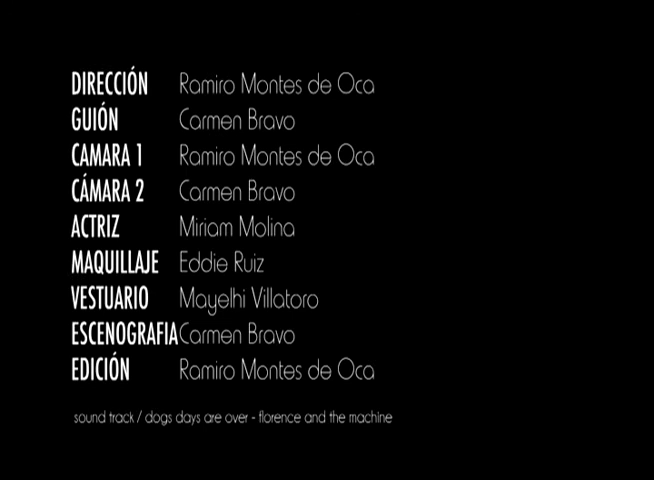 DIRECCIÓN Ramiro Montes de Oca
GUIÓN Carmen Bravo
CAMARA 1 Ramiro Montes de Oca
CÁMARA 2 Carmen Bravo
ACTRIZ Miriam Molina
MAQUILLAJE Eddie Ruiz
VESTUARIO Mayelhi Villatoro
ESCENOGRAFIA Carmen Bravo
EDICIÓN Ramiro Montes de Oca
sound track / dogs days are over - florence and the machine